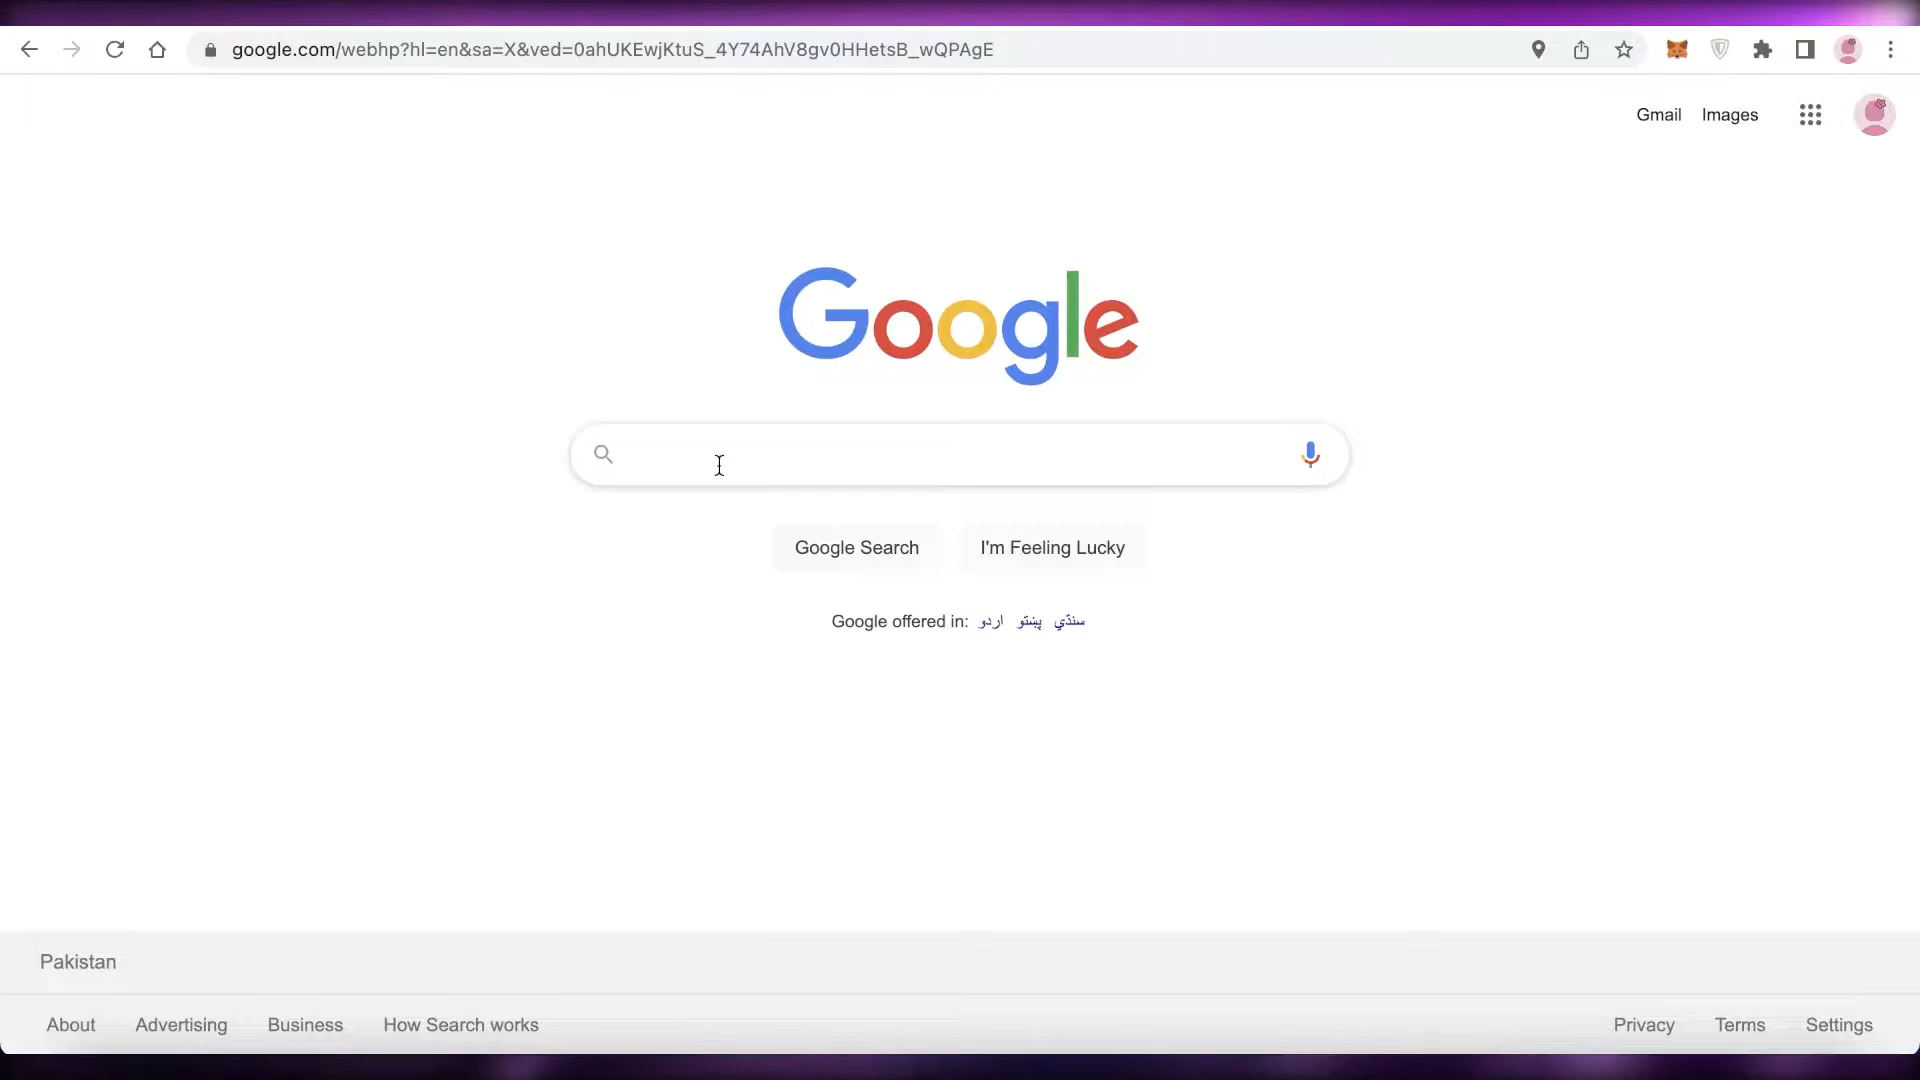 google.com/webhp?hl=en&sa=X&ved=0ahUKEwjKtuS_4Y74AhV8gv0HHetsB_wQPAgE
Gmail Images
Google
Google Search I'm Feeling Lucky
Google offered in: اردو پښتو سنڌي
Pakistan
About Advertising Business How Search works Privacy Terms Settings